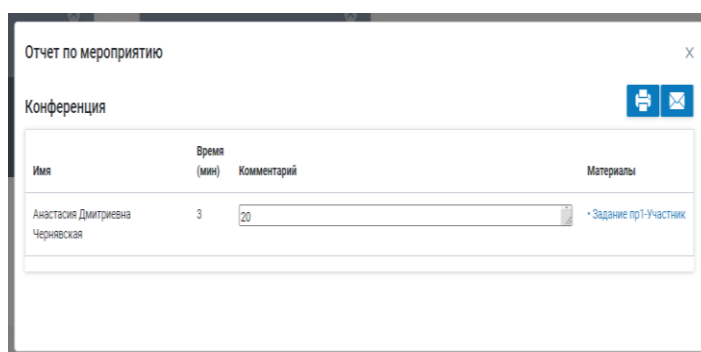 Отчет по мероприятию
X
Конференция
Имя
Время
(мин)
Комментарий
Материалы
Анастасия Дмитриевна
Чернявская
3
20
• Задание пр1-Участник